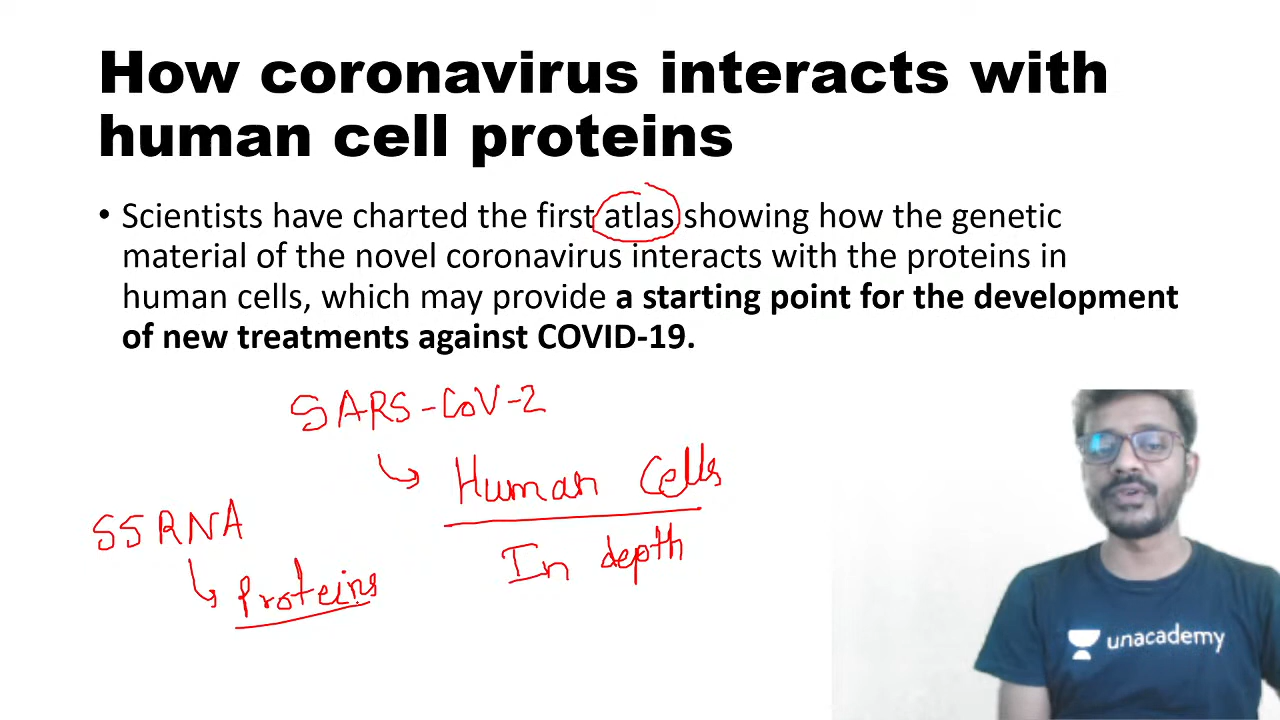 How coronavirus interacts with
human cell proteins
• Scientists have charted the first atlas showing how the genetic
material of the novel coronavirus interacts with the proteins in
human cells, which may provide a starting point for the development
of new treatments against COVID-19.
SARS-CoV-2
Human Cells
In depth
SSRNA
Proteins
unacademy